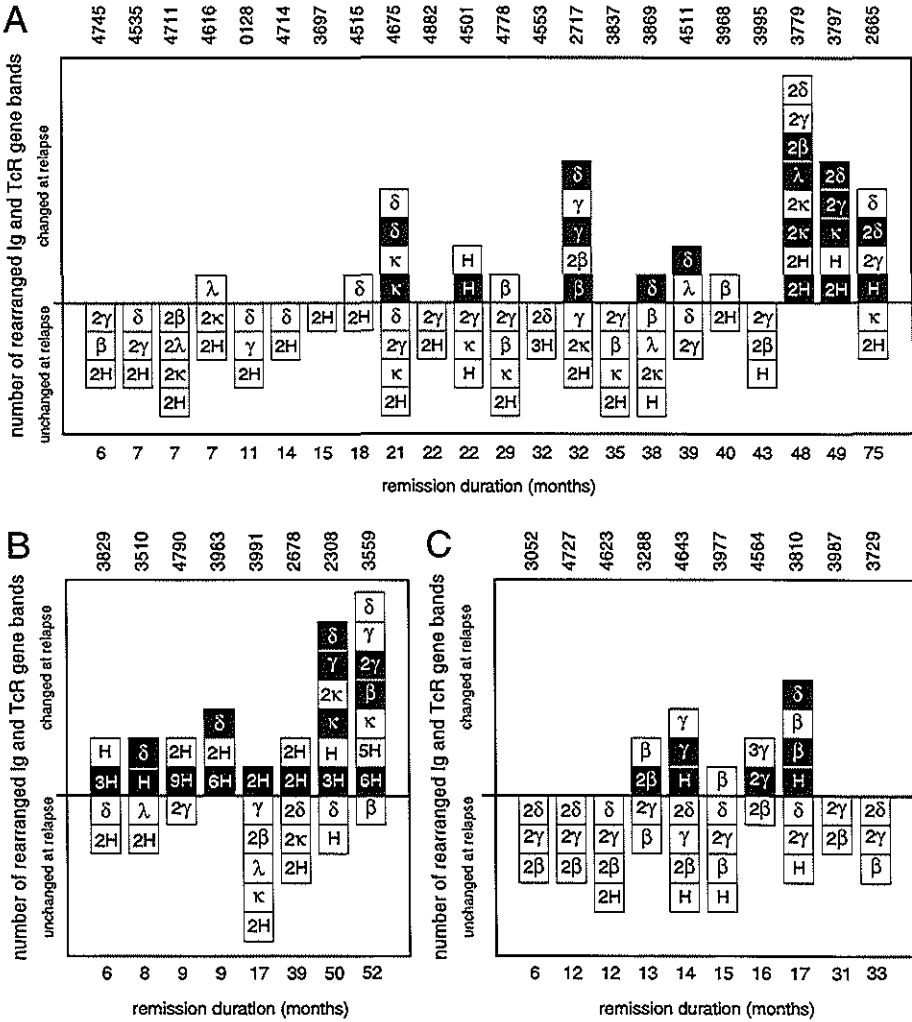 A
4745 4535 4711 4616 0128 4714 3697 4515 4675 4882 4501 4778 4553 2717 3837 3869 4511 3968 3995 3779 3797 2665
number of rearranged Ig and TcR gene bands
changed at relapse
unchanged at relapse
2δ
2γ
2β
δ λ 2δ
δ γ 2κ 2γ δ
δ γ 2κ κ 2δ
κ H 2β δ 2H H 2γ
λ δ κ H β β δ λ β 2H 2H H
2γ δ 2β 2κ δ δ 2H 2H δ 2γ 2γ 2γ 2δ γ 2γ β δ 2H 2γ κ
β 2γ 2λ 2H γ 2H 2γ 2H κ β 3H 2κ β λ 2γ 2β 2H
2H 2H 2κ 2H κ H κ 2H κ 2κ H
2H 2H 2H 2H H
6 7 7 7 11 14 15 18 21 22 22 29 32 32 35 38 39 40 43 48 49 75
remission duration (months)
B
3829 3510 4790 3983 3991 2678 2308 3559
number of rearranged Ig and TcR gene bands
changed at relapse
unchanged at relapse
δ
δ γ
γ 2γ
2κ β
δ κ κ
H δ 2H 2H 2H H 5H
3H H 9H 6H 2H 2H 3H 6H
δ λ 2γ γ 2δ δ β
2H 2H 2β 2κ H
λ 2H
κ
2H
6 8 9 9 17 39 50 52
remission duration (months)
C
3052 4727 4623 3288 4643 3977 4564 3810 3987 3729
number of rearranged Ig and TcR gene bands
changed at relapse
unchanged at relapse
δ
γ β
β γ 3γ β
2β H β 2γ H
2δ 2δ δ 2γ 2δ δ 2β δ 2γ 2δ
2γ 2γ 2γ β γ 2γ 2γ 2β 2γ
2β 2β 2β 2β β H β
2H H H
6 12 12 13 14 15 16 17 31 33
remission duration (months)